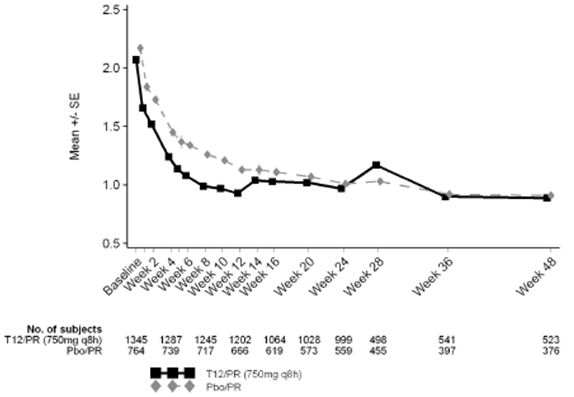 2.5
2.0
1.5
1.0
0.5
Mean +/- SE
Baseline Week 2 Week 4 Week 6 Week 8 Week 10 Week 12 Week 14 Week 16 Week 20 Week 24 Week 28 Week 36 Week 48
No. of subjects
T12/PR (750mg q8h) 1345 1287 1245 1202 1064 1028 999 498 541 523
Pbo/PR 764 739 717 666 619 573 559 455 397 376
T12/PR (750mg q8h)
Pbo/PR